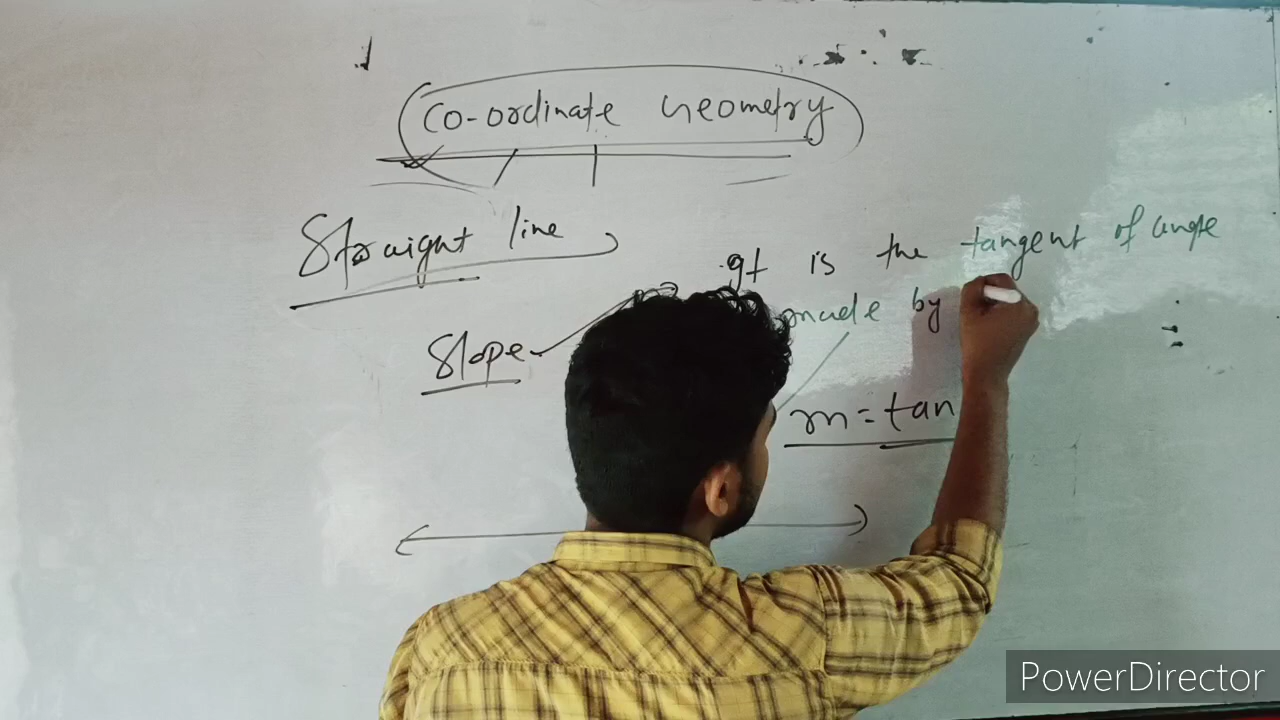 Co-ordinate Geometry
Straight line
It is the tangent of angle
made by
Slope
m = tan
PowerDirector